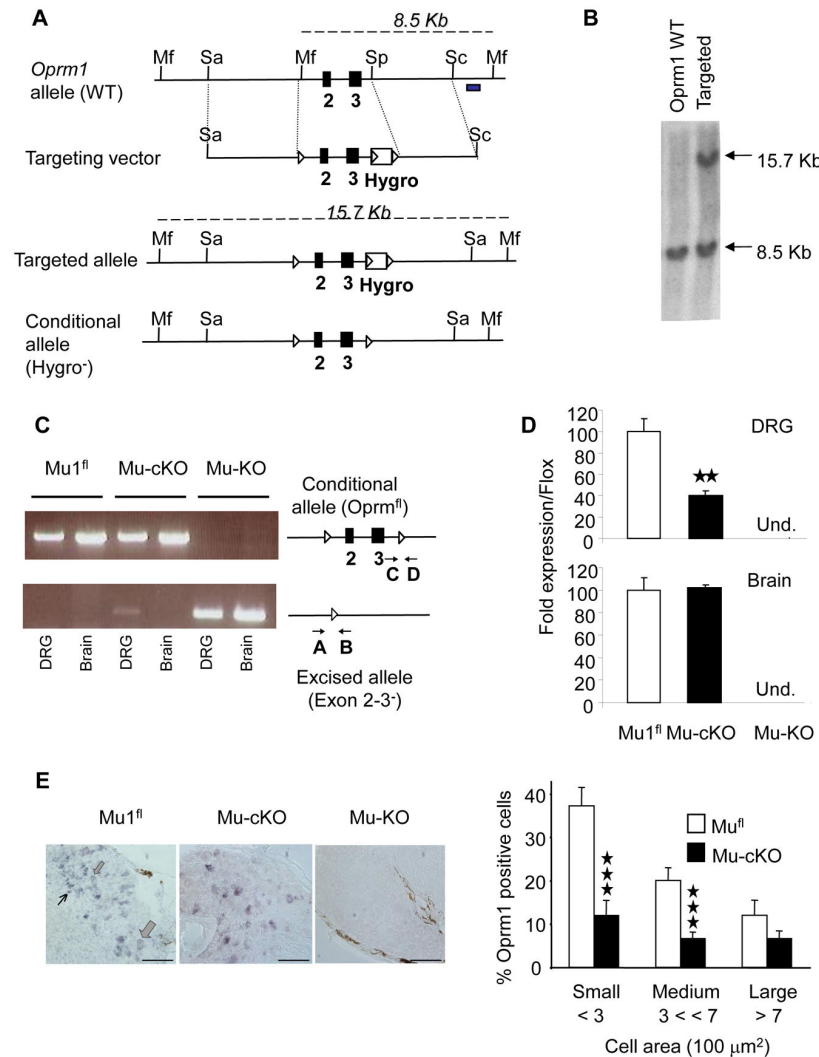 A
8.5 Kb
Mf Sa Mf Sp Sc Mf
Oprm1
allele (WT)
2 3
Sa Sc
Targeting vector
2 3 Hygro
15.7 Kb
Mf Sa Sa Mf
Targeted allele
2 3 Hygro
Conditional
allele
(Hygro-)
Mf Sa Sa Mf
2 3
B
Oprm1 WT
Targeted
15.7 Kb
8.5 Kb
C
Mu1fl Mu-cKO Mu-KO
Conditional
allele (Oprmfl)
2 3
C D
A B
Excised allele
(Exon 2-3-)
DRG Brain DRG Brain DRG Brain
D
Fold expression/Flox
120
100
80
60
40
20
0
DRG
★★
Und.
120
100
80
60
40
20
0
Brain
Und.
Mu1fl Mu-cKO Mu-KO
E
Mu1fl Mu-cKO Mu-KO
% Oprm1 positive cells
40
30
20
10
0
Mufl
Mu-cKO
★★★
★★★
Small Medium Large
< 3 3 < < 7 > 7
Cell area (100 µm2)